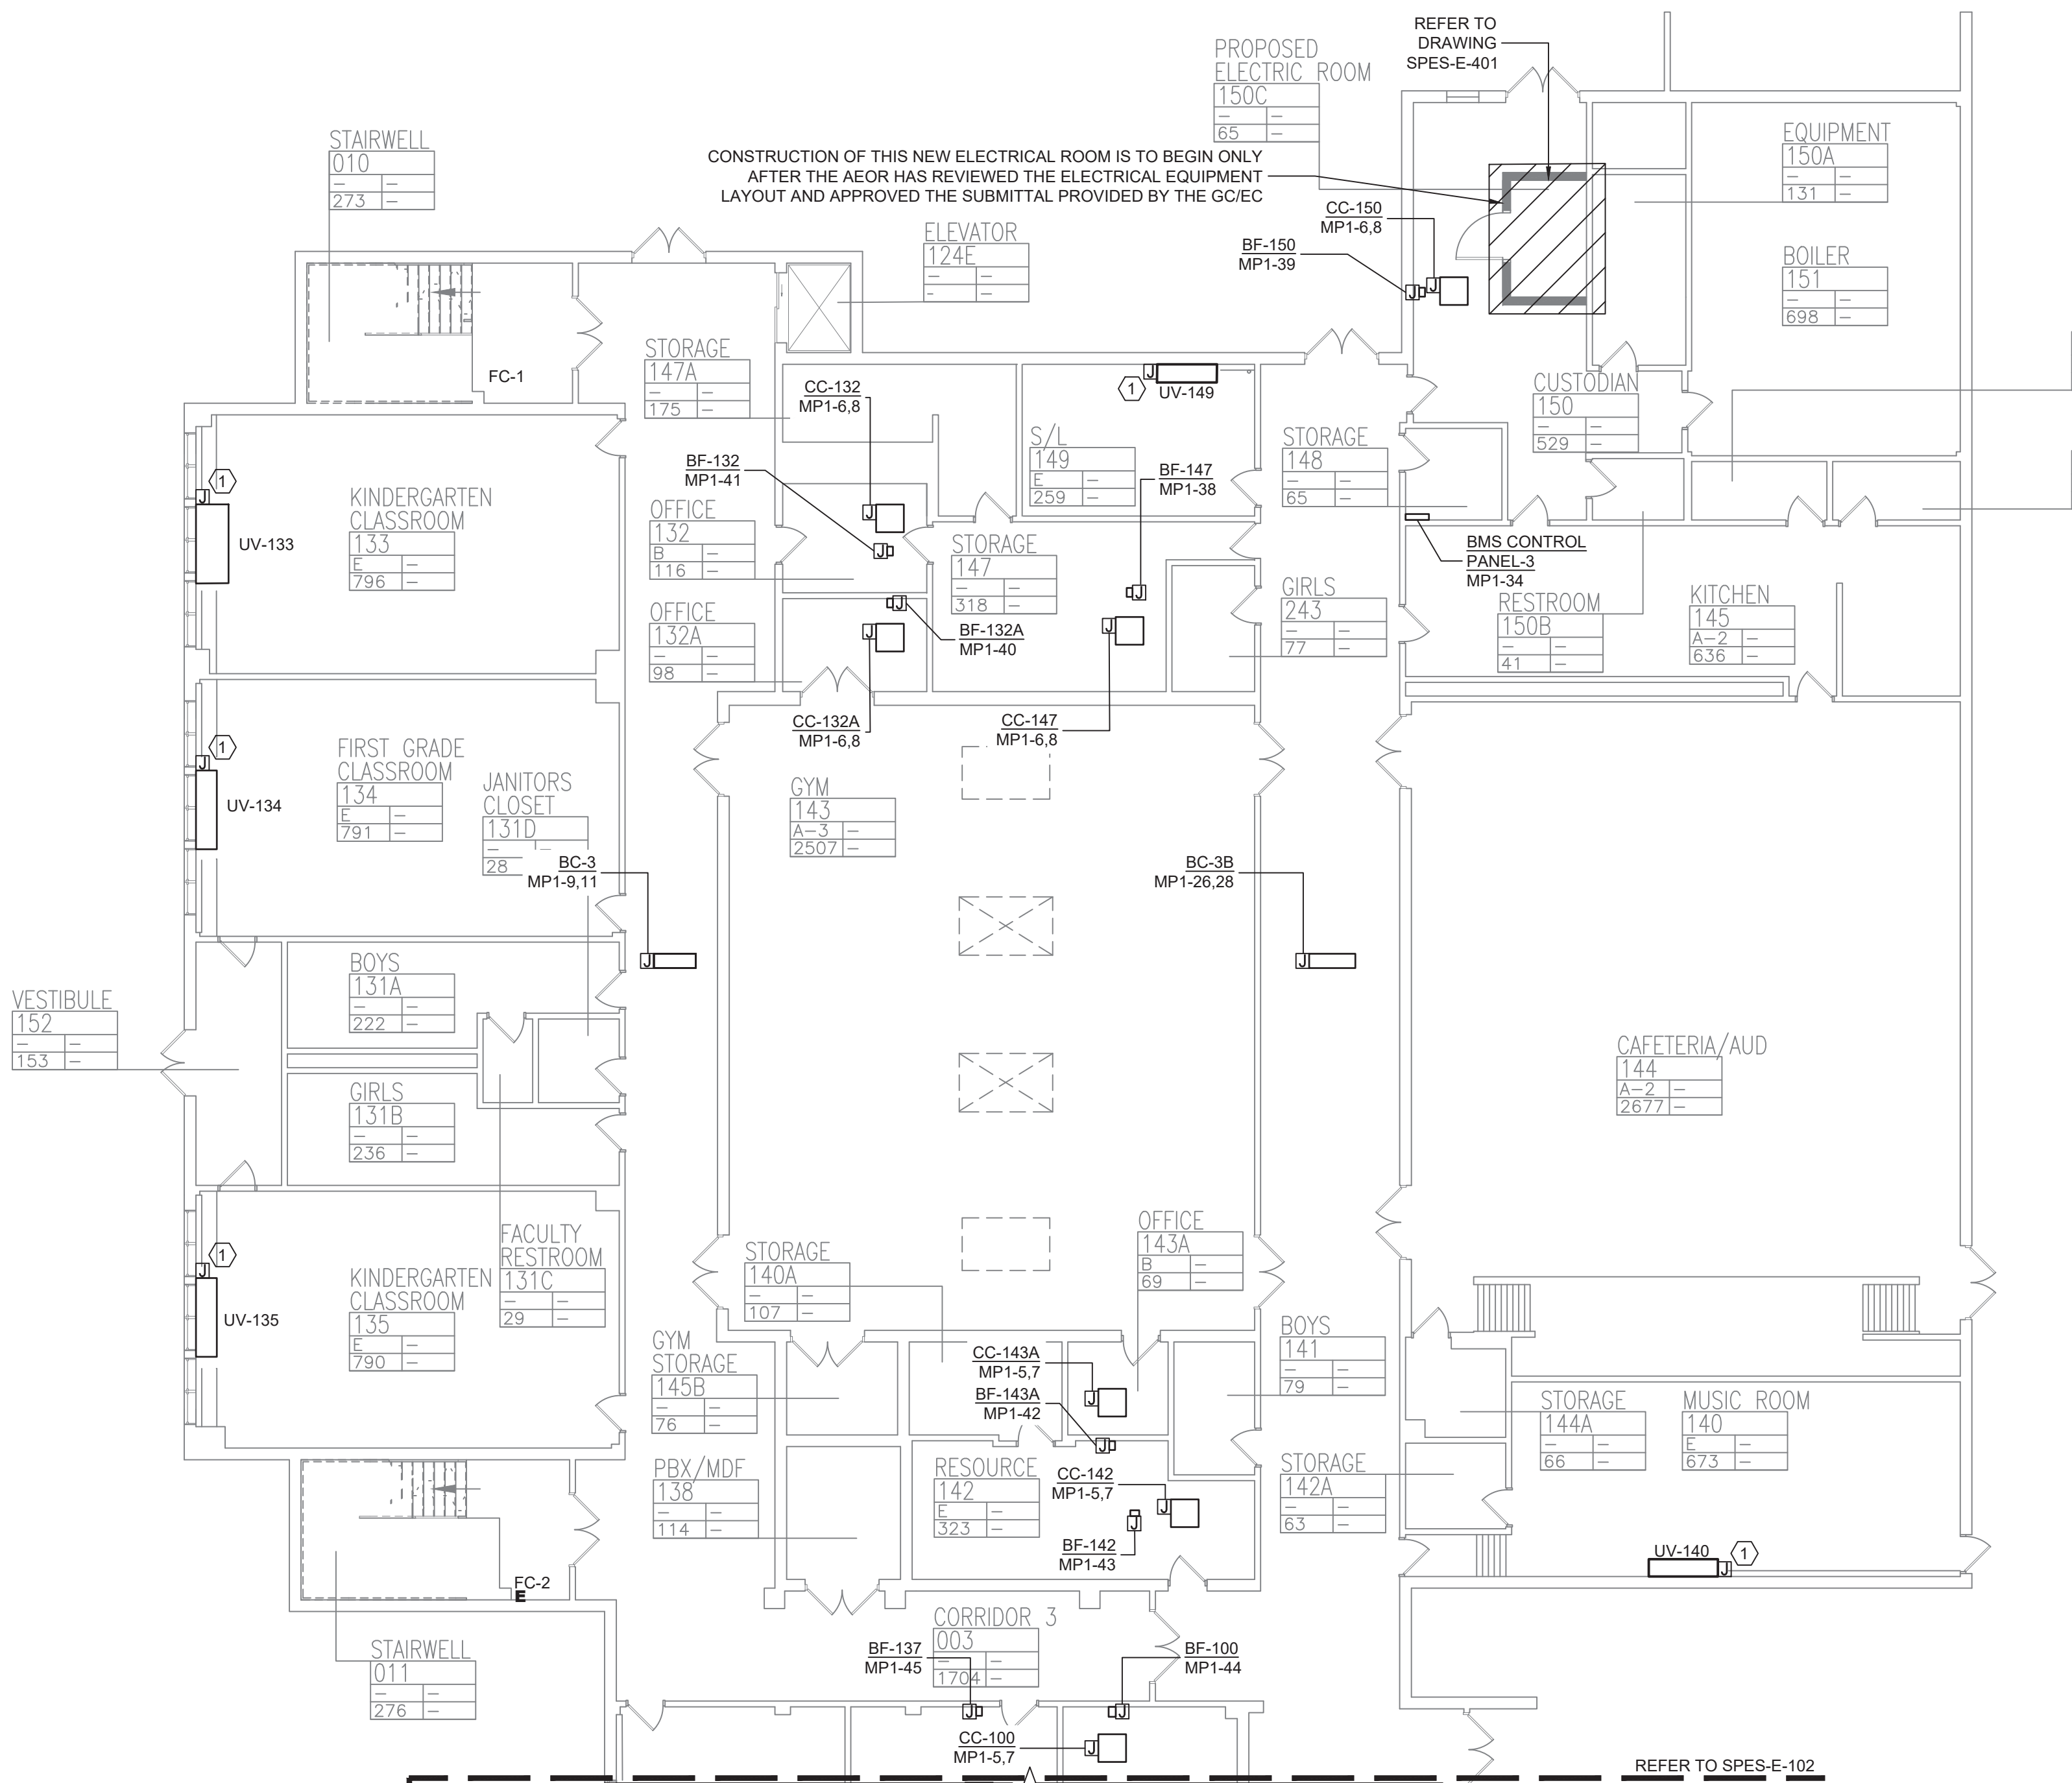 REFER TO
DRAWING
SPES-E-401
PROPOSED
ELECTRIC ROOM
150C
- -
65 -
CONSTRUCTION OF THIS NEW ELECTRICAL ROOM IS TO BEGIN ONLY
AFTER THE AEOR HAS REVIEWED THE ELECTRICAL EQUIPMENT
LAYOUT AND APPROVED THE SUBMITTAL PROVIDED BY THE GC/EC
STAIRWELL
010
- -
273 -
EQUIPMENT
150A
- -
131 -
CC-150
MP1-6,8
BF-150
MP1-39
J
J
ELEVATOR
124E
- -
- -
BOILER
151
- -
698 -
FC-1
STORAGE
147A
- -
175 -
CC-132
MP1-6,8
J
1
UV-149
CUSTODIAN
150
- -
529 -
S/L
149
E -
259 -
STORAGE
148
- -
65 -
BF-132
MP1-41
BF-147
MP1-38
1
J
KINDERGARTEN
CLASSROOM
133
E -
796 -
UV-133
OFFICE
132
B -
116 -
J
J
STORAGE
147
- -
318 -
BMS CONTROL
PANEL-3
MP1-34
J
OFFICE
132A
- -
98 -
J
BF-132A
MP1-40
J
J
GIRLS
243
- -
77 -
RESTROOM
150B
- -
41 -
KITCHEN
145
A-2 -
636 -
CC-132A
MP1-6,8
CC-147
MP1-6,8
1
J
FIRST GRADE
CLASSROOM
134
E -
791 -
UV-134
JANITORS
CLOSET
131D
- -
28
GYM
143
A-3 -
2507 -
BC-3
MP1-9,11
J
BC-3B
MP1-26,28
J
BOYS
131A
- -
222 -
VESTIBULE
152
- -
153 -
GIRLS
131B
- -
236 -
CAFETERIA/AUD
144
A-2 -
2677 -
1
J
UV-135
KINDERGARTEN
CLASSROOM
135
E -
790 -
FACULTY
RESTROOM
131C
- -
29 -
STORAGE
140A
- -
107 -
OFFICE
143A
B -
69 -
GYM
STORAGE
145B
- -
76 -
CC-143A
MP1-5,7
J
BF-143A
MP1-42
J
BOYS
141
- -
79 -
STORAGE
144A
- -
66 -
MUSIC ROOM
140
E -
673 -
PBX/MDF
138
- -
114 -
RESOURCE
142
E -
323 -
CC-142
MP1-5,7
J
J
BF-142
MP1-43
STORAGE
142A
- -
63 -
UV-140
J
1
FC-2
E
STAIRWELL
011
- -
276 -
CORRIDOR 3
003
- -
1704 -
BF-137
MP1-45
J
BF-100
MP1-44
J
CC-100
MP1-5,7
J
REFER TO SPES-E-102